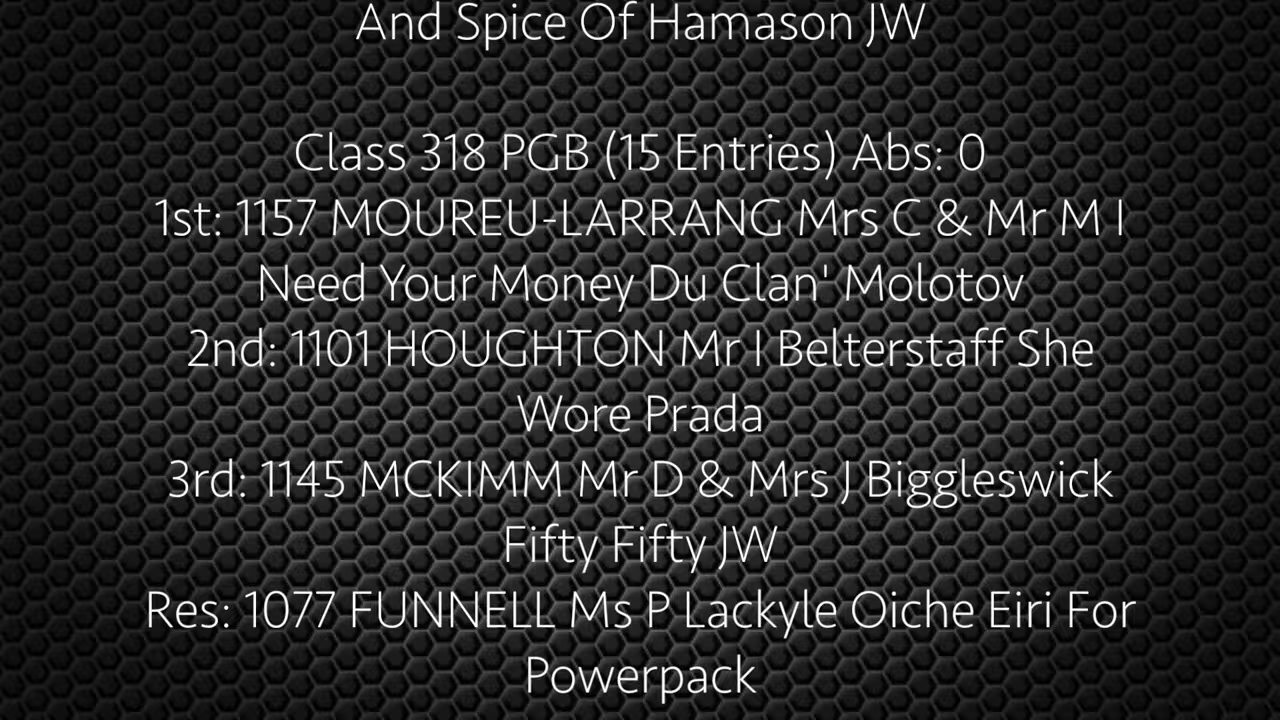 And Spice Of Hamason JW
Class 318 PGB (15 Entries) Abs: 0
1st: 1157 MOUREU-LARRANG Mrs C & Mr M I
Need Your Money Du Clan' Molotov
2nd: 1101 HOUGHTON Mr I Belterstaff She
Wore Prada
3rd: 1145 MCKIMM Mr D & Mrs J Biggleswick
Fifty Fifty JW
Res: 1077 FUNNELL Ms P Lackyle Oiche Eiri For
Powerpack